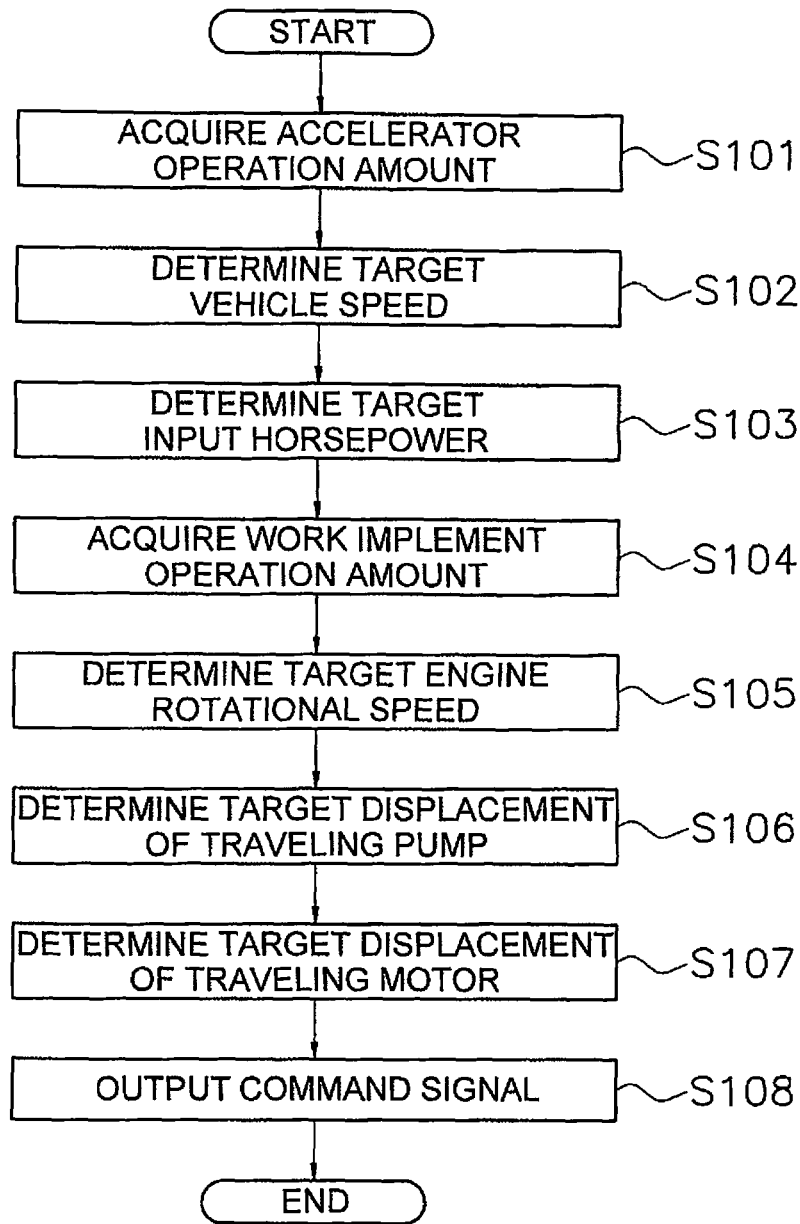 START
ACQUIRE ACCELERATOR
OPERATION AMOUNT
S101
DETERMINE TARGET
VEHICLE SPEED
S102
DETERMINE TARGET
INPUT HORSEPOWER
S103
ACQUIRE WORK IMPLEMENT
OPERATION AMOUNT
S104
DETERMINE TARGET ENGINE
ROTATIONAL SPEED
S105
DETERMINE TARGET DISPLACEMENT
OF TRAVELING PUMP
S106
DETERMINE TARGET DISPLACEMENT
OF TRAVELING MOTOR
S107
OUTPUT COMMAND SIGNAL
S108
END